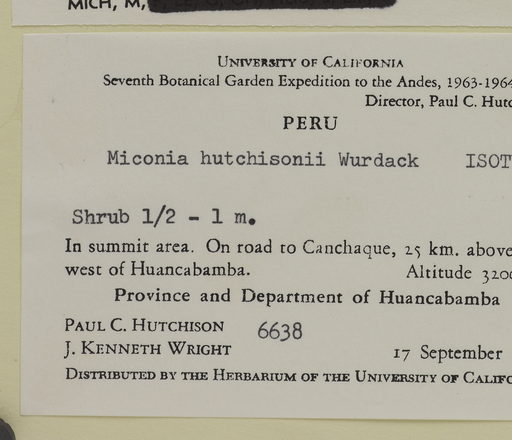 MICH, M,
UNIVERSITY OF CALIFORNIA
Seventh Botanical Garden Expedition to the Andes, 1963-1964
Director, Paul C. Hutc
PERU
Miconia hutchisonii Wurdack ISOT
Shrub 1/2 - 1 m.
In summit area. On road to Canchaque, 25 km. above
west of Huancabamba. Altitude 3200
Province and Department of Huancabamba
PAUL C. HUTCHISON 6638
J. KENNETH WRIGHT 17 September
DISTRIBUTED BY THE HERBARIUM OF THE UNIVERSITY OF CALIFO